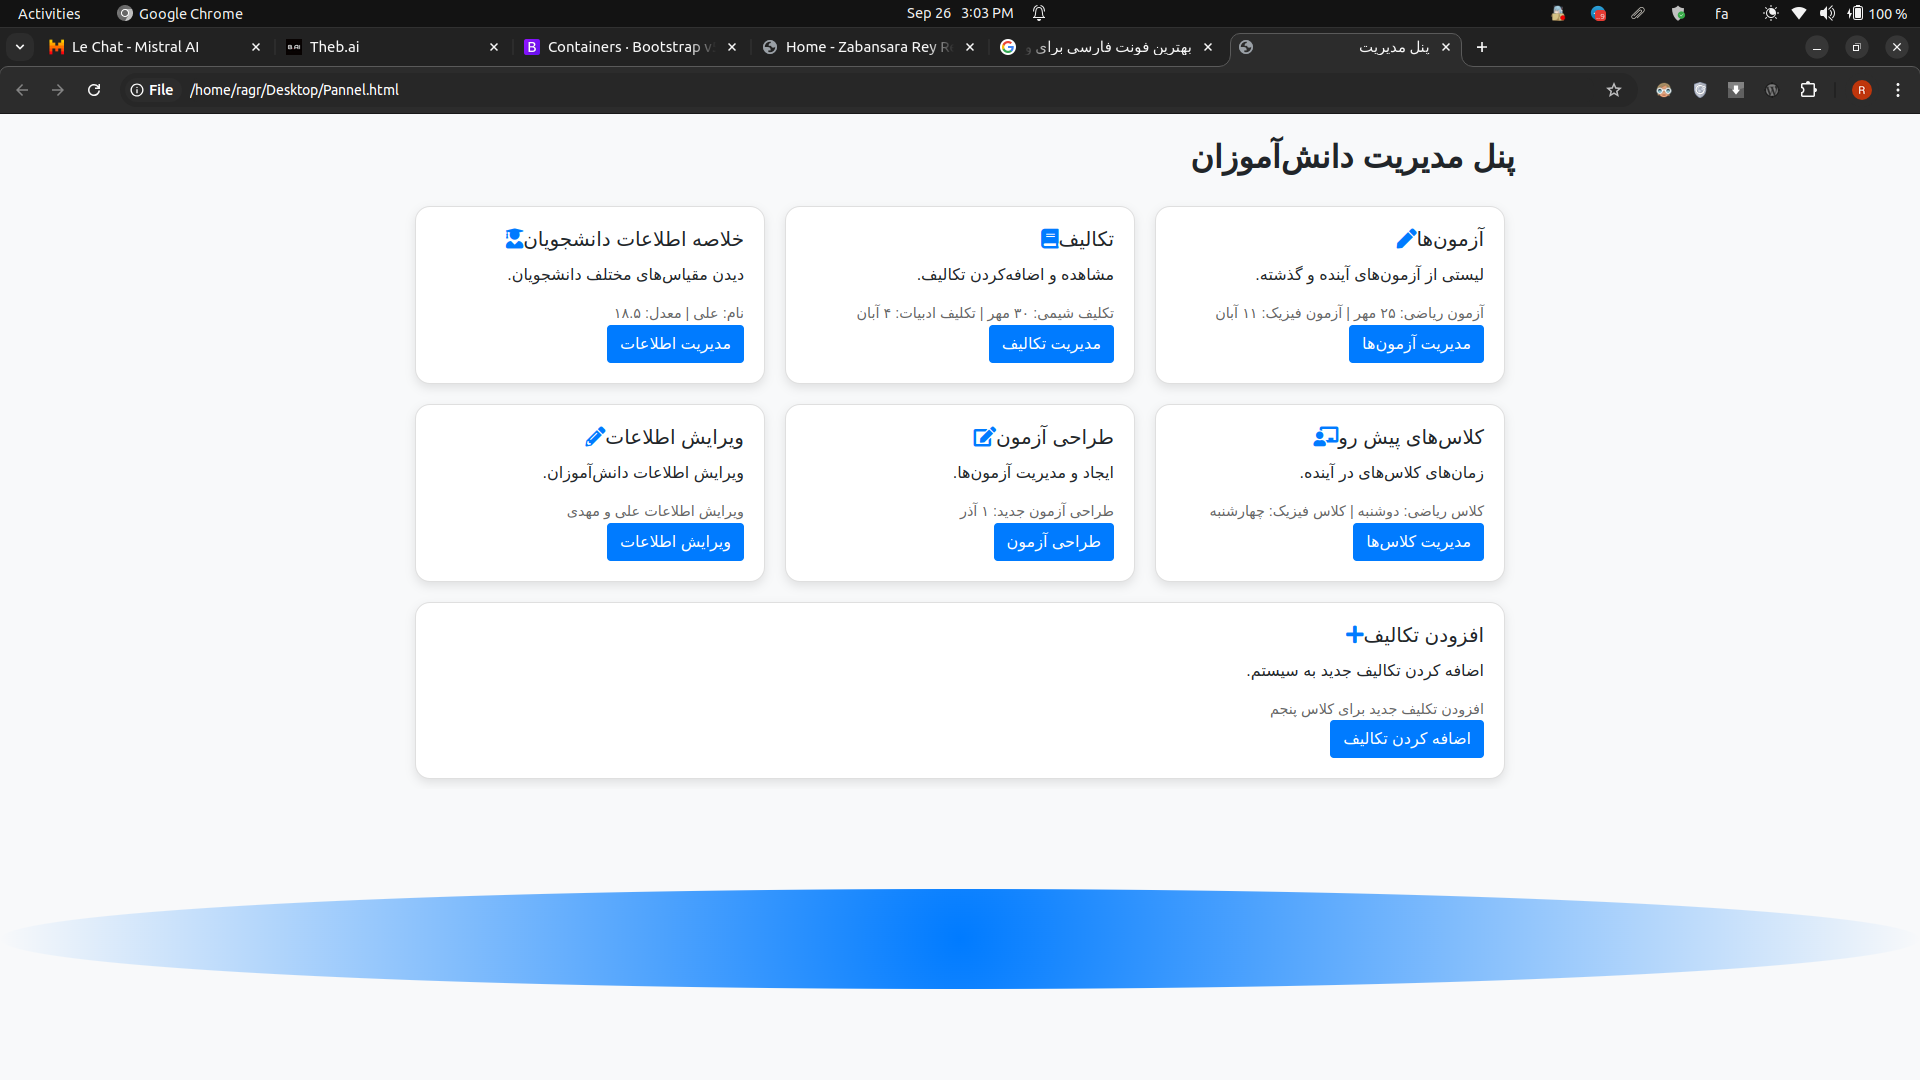 Activities
Google Chrome
Sep 26 3:03 PM
fa
100 %
Le Chat - Mistral AI
Theb.ai
B.AI
Containers · Bootstrap v
Home - Zabansara Rey R
بهترین فونت فارسی برای و
پنل مدیریت
File
/home/ragr/Desktop/Pannel.html
R
پنل مدیریت دانش‌آموزان
آزمون‌ها
لیستی از آزمون‌های آینده و گذشته.
آزمون ریاضی: ۲۵ مهر | آزمون فیزیک: ۱۱ آبان
مدیریت آزمون‌ها
تکالیف
مشاهده و اضافه‌کردن تکالیف.
تکلیف شیمی: ۳۰ مهر | تکلیف ادبیات: ۴ آبان
مدیریت تکالیف
خلاصه اطلاعات دانشجویان
دیدن مقیاس‌های مختلف دانشجویان.
نام: علی | معدل: ۱۸.۵
مدیریت اطلاعات
کلاس‌های پیش رو
زمان‌های کلاس‌های در آینده.
کلاس ریاضی: دوشنبه | کلاس فیزیک: چهارشنبه
مدیریت کلاس‌ها
طراحی آزمون
ایجاد و مدیریت آزمون‌ها.
طراحی آزمون جدید: ۱ آذر
طراحی آزمون
ویرایش اطلاعات
ویرایش اطلاعات دانش‌آموزان.
ویرایش اطلاعات علی و مهدی
ویرایش اطلاعات
افزودن تکالیف
اضافه کردن تکالیف جدید به سیستم.
افزودن تکلیف جدید برای کلاس پنجم
اضافه کردن تکالیف